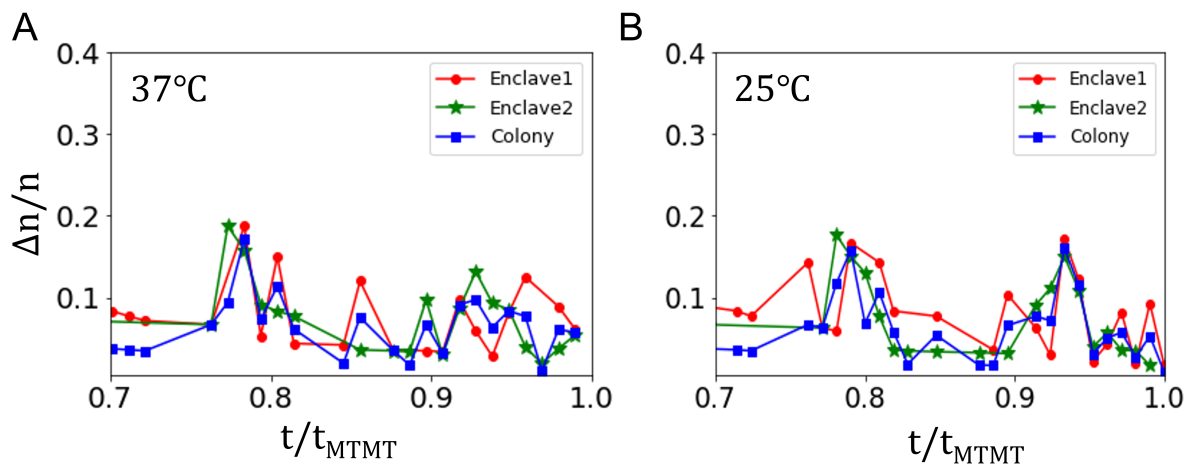 A
B
37°C
25°C
Enclave1
Enclave2
Colony
Enclave1
Enclave2
Colony
0.4
0.3
0.2
0.1
0.4
0.3
0.2
0.1
Δn/n
0.7 0.8 0.9 1.0
0.7 0.8 0.9 1.0
t/tMTMT
t/tMTMT